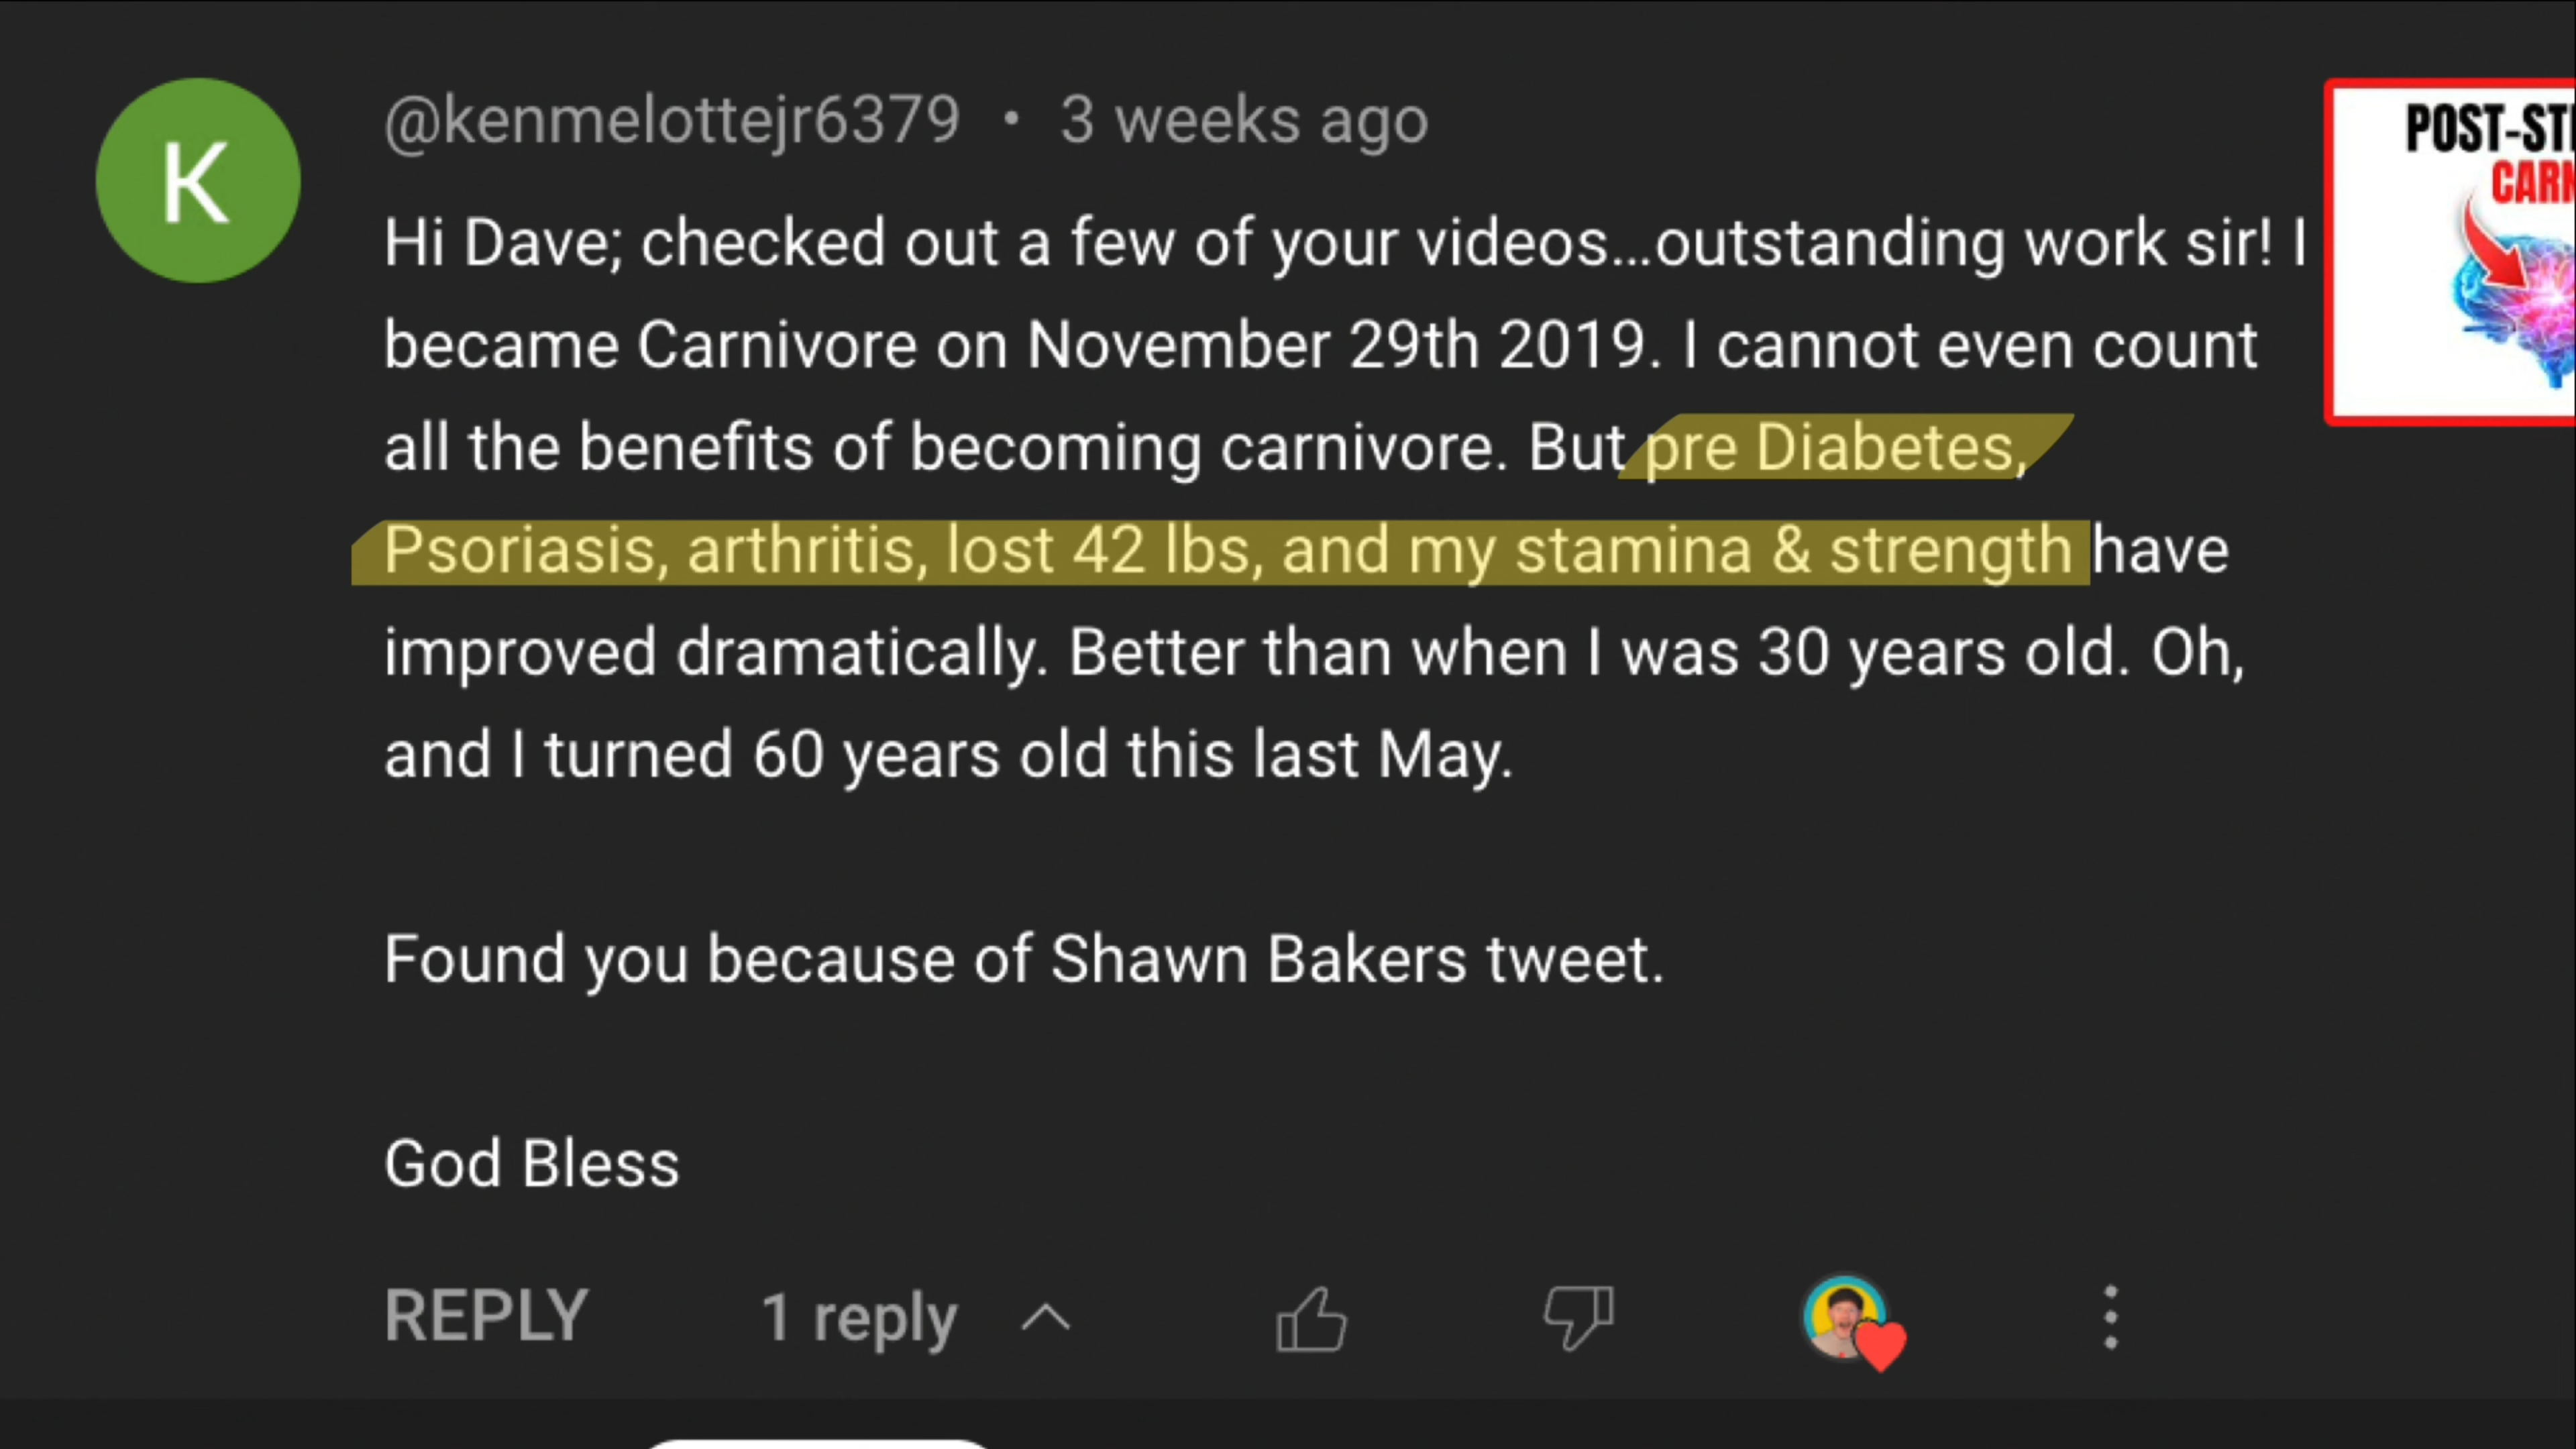 K
@kenmelottejr6379 • 3 weeks ago
Hi Dave; checked out a few of your videos...outstanding work sir! I
became Carnivore on November 29th 2019. I cannot even count
all the benefits of becoming carnivore. But pre Diabetes,
Psoriasis, arthritis, lost 42 lbs, and my stamina & strength have
improved dramatically. Better than when I was 30 years old. Oh,
and I turned 60 years old this last May.
Found you because of Shawn Bakers tweet.
God Bless
REPLY 1 reply
POST-